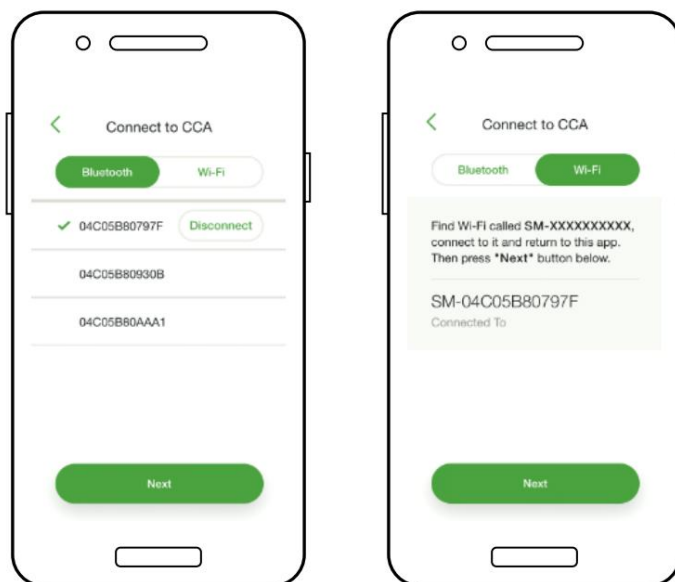 Connect to CCA
Bluetooth Wi-Fi
04C05B80797F Disconnect
04C05B80930B
04C05B80AAA1
Next
Connect to CCA
Bluetooth Wi-Fi
Find Wi-Fi called SM-XXXXXXXXXX,
connect to it and return to this app.
Then press "Next" button below.
SM-04C05B80797F
Connected To
Next